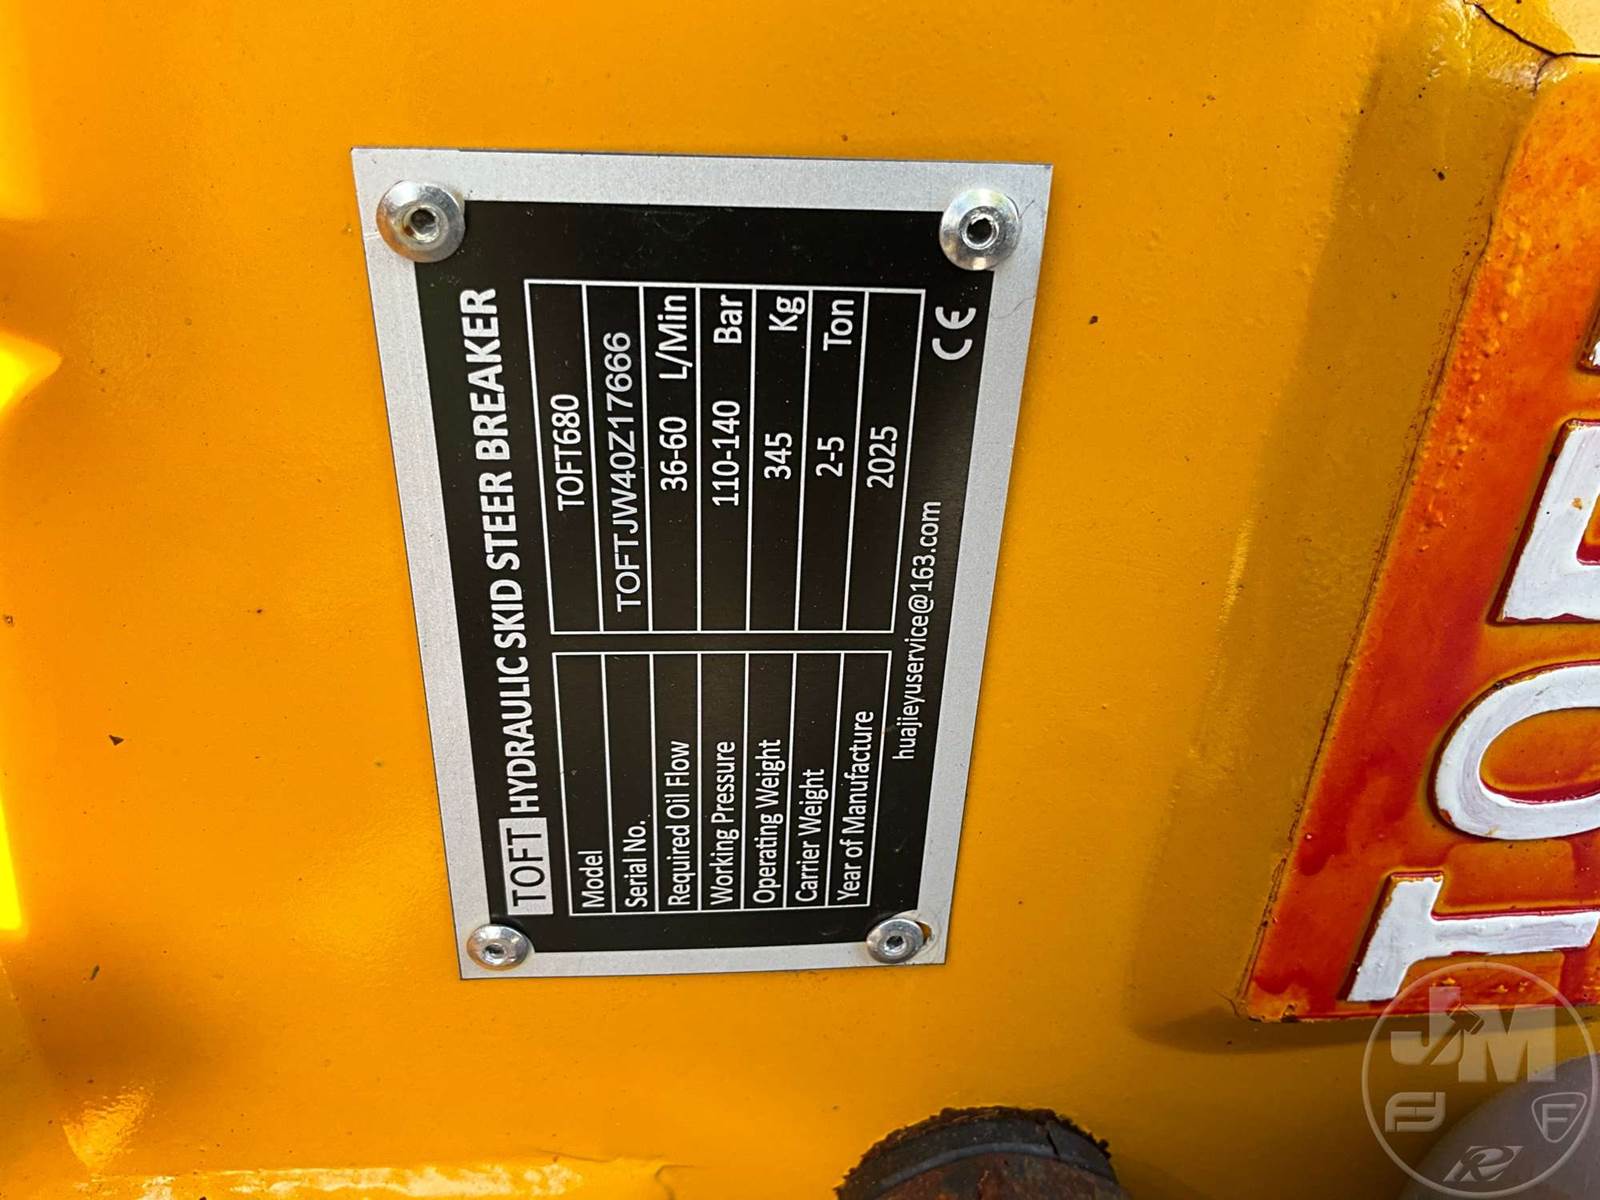 TOFT HYDRAULIC SKID STEER BREAKER
Model TOFT680
Serial No. TOFTJW40Z17666
Required Oil Flow 36-60 L/Min
Working Pressure 110-140 Bar
Operating Weight 345 Kg
Carrier Weight 2-5 Ton
Year of Manufacture 2025
huajieyuservice@163.com CE
TOF
JM
F